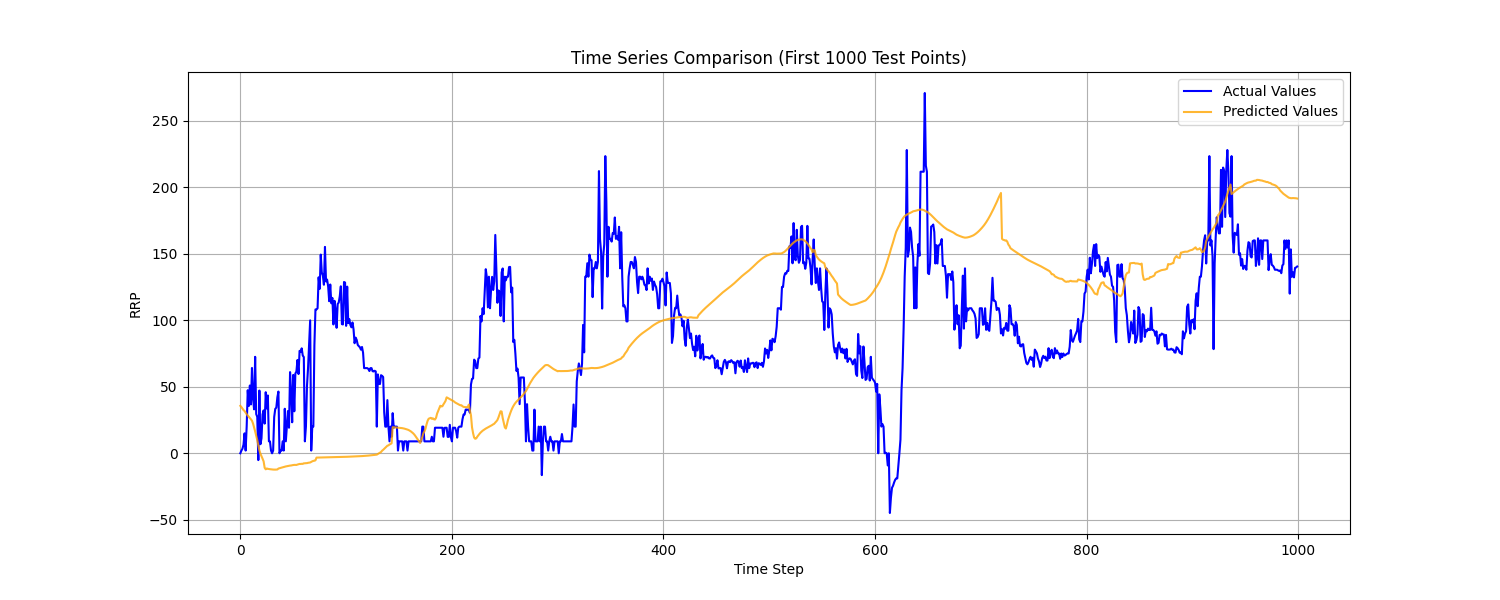 Time Series Comparison (First 1000 Test Points)
Actual Values
Predicted Values
250
200
150
100
50
0
−50
RRP
0 200 400 600 800 1000
Time Step